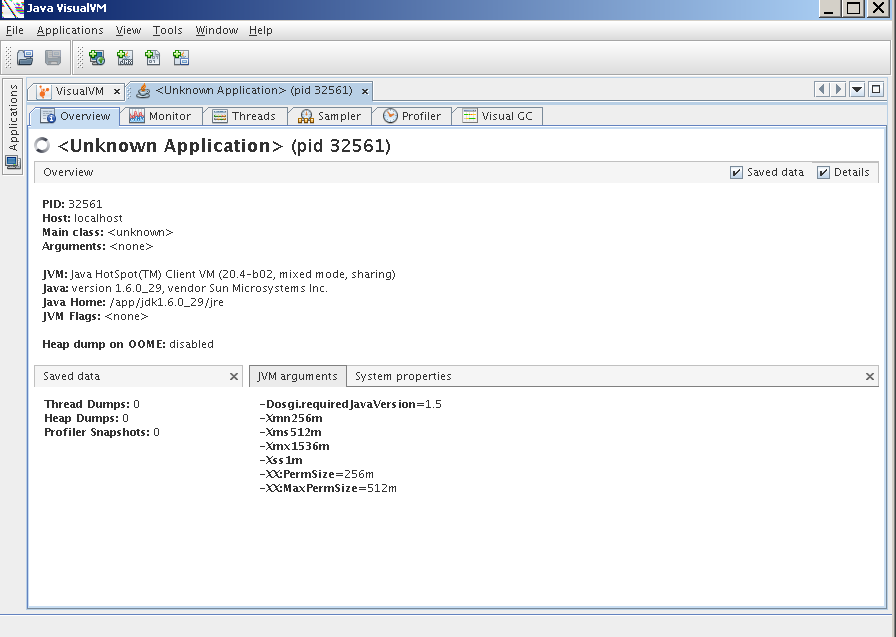 Java VisualVM
File Applications View Tools Window Help
Applications
VisualVM × <Unknown Application> (pid 32561) ×
Overview Monitor Threads Sampler Profiler Visual GC
<Unknown Application> (pid 32561)
Overview Saved data Details
PID: 32561
Host: localhost
Main class: <unknown>
Arguments: <none>
JVM: Java HotSpot(TM) Client VM (20.4-b02, mixed mode, sharing)
Java: version 1.6.0_29, vendor Sun Microsystems Inc.
Java Home: /app/jdk1.6.0_29/jre
JVM Flags: <none>
Heap dump on OOME: disabled
Saved data JVM arguments System properties
Thread Dumps: 0
Heap Dumps: 0
Profiler Snapshots: 0
-Dosgi.requiredJavaVersion=1.5
-Xmn256m
-Xms512m
-Xmx1536m
-Xss1m
-XX:PermSize=256m
-XX:MaxPermSize=512m